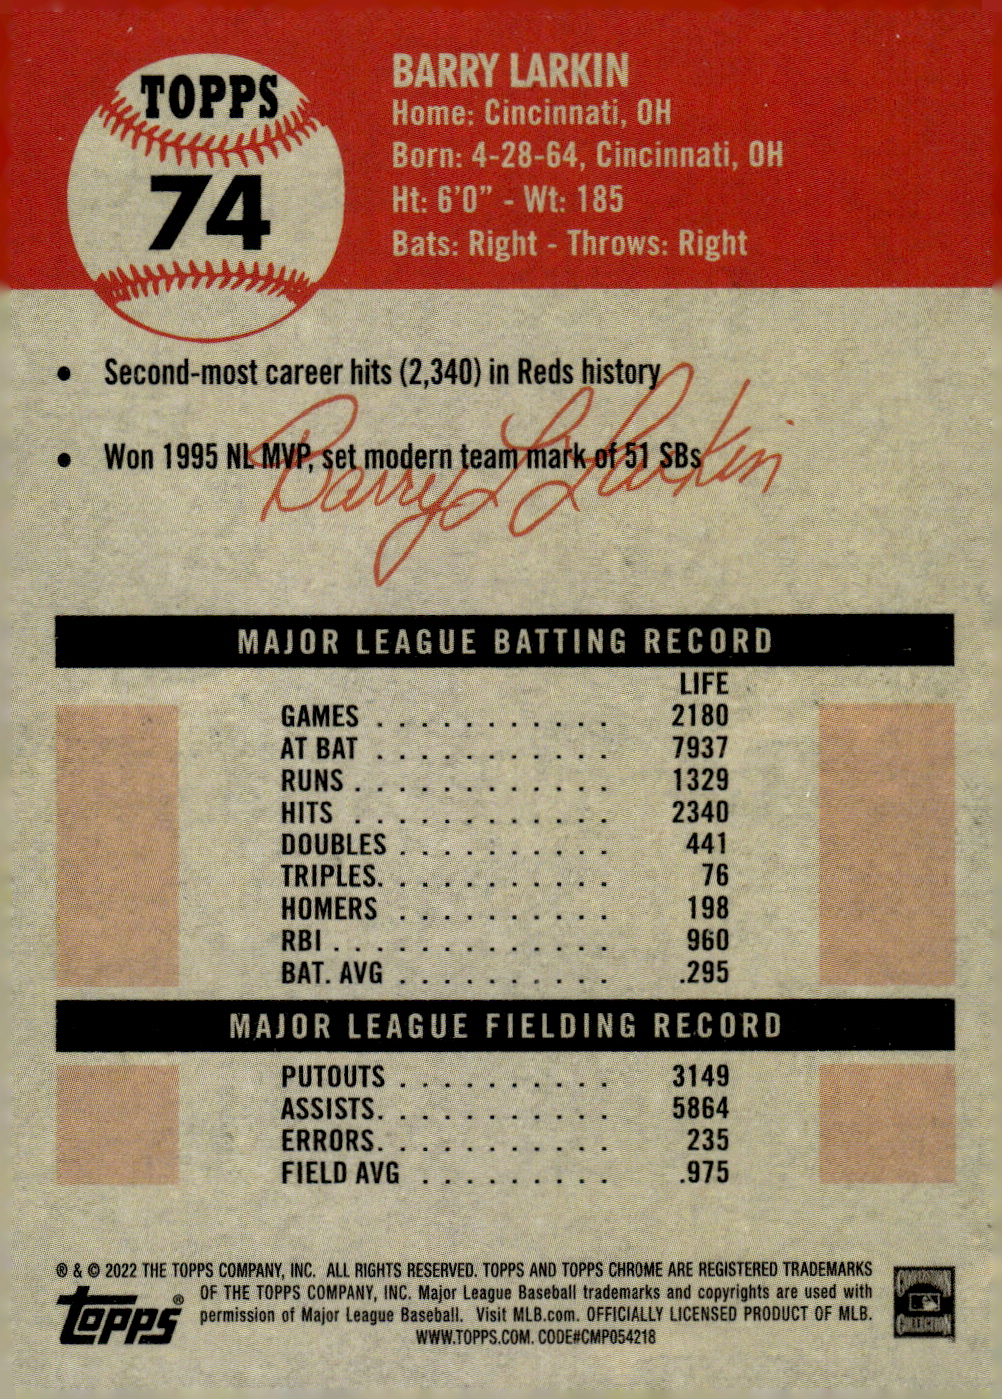 TOPPS
74
BARRY LARKIN
Home: Cincinnati, OH
Born: 4-28-64, Cincinnati, OH
Ht: 6'0" - Wt: 185
Bats: Right - Throws: Right
• Second-most career hits (2,340) in Reds history
• Won 1995 NL MVP, set modern team mark of 51 SBs
Barry L Larkin
MAJOR LEAGUE BATTING RECORD
LIFE
GAMES . . . . . . . . . . . 2180
AT BAT . . . . . . . . . . . 7937
RUNS . . . . . . . . . . . . 1329
HITS . . . . . . . . . . . . 2340
DOUBLES . . . . . . . . . . 441
TRIPLES. . . . . . . . . . . 76
HOMERS . . . . . . . . . . 198
RBI . . . . . . . . . . . . . 960
BAT. AVG . . . . . . . . . . .295
MAJOR LEAGUE FIELDING RECORD
PUTOUTS . . . . . . . . . . 3149
ASSISTS. . . . . . . . . . . 5864
ERRORS. . . . . . . . . . . 235
FIELD AVG . . . . . . . . . .975
® & © 2022 THE TOPPS COMPANY, INC. ALL RIGHTS RESERVED. TOPPS AND TOPPS CHROME ARE REGISTERED TRADEMARKS
OF THE TOPPS COMPANY, INC. Major League Baseball trademarks and copyrights are used with
permission of Major League Baseball. Visit MLB.com. OFFICIALLY LICENSED PRODUCT OF MLB.
WWW.TOPPS.COM. CODE#CMP054218
Topps®
COOPERSTOWN
COLLECTION